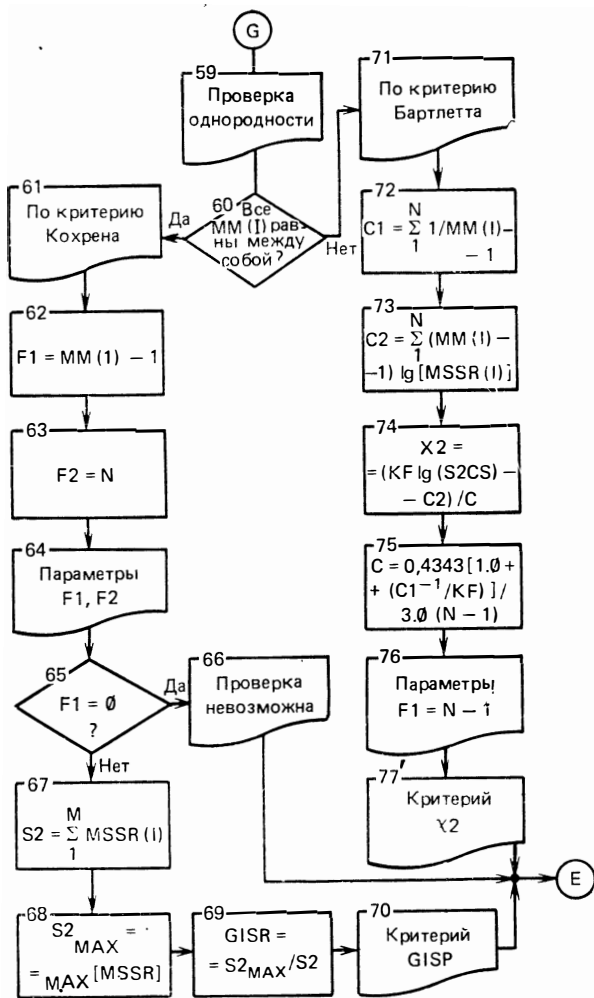 G
59
Проверка
однородности
60 Все
MM (I) рав-
ны между
собой?
Да
Нет
61
По критерию
Кохрена
62
F1 = MM (1) − 1
63
F2 = N
64
Параметры
F1, F2
65
F1 = Ø
?
Да
Нет
66
Проверка
невозможна
67
M
S2 = Σ MSSR (I)
1
68
S2 =
MAX
= MAX [MSSR]
69
GISR =
= S2MAX/S2
70
Критерий
GISP
71
По критерию
Бартлетта
72
N
C1 = Σ 1/MM (I) −
1
− 1
73
N
C2 = Σ (MM (I) −
1
−1) lg [MSSR (I)]
74
X2 =
= (KF lg (S2CS) −
− C2) /C
75
C = 0,4343 [1.Ø +
+ (C1⁻¹/KF) ] /
3.Ø (N − 1)
76
Параметры
F1 = N − 1
77
Критерий
χ2
E